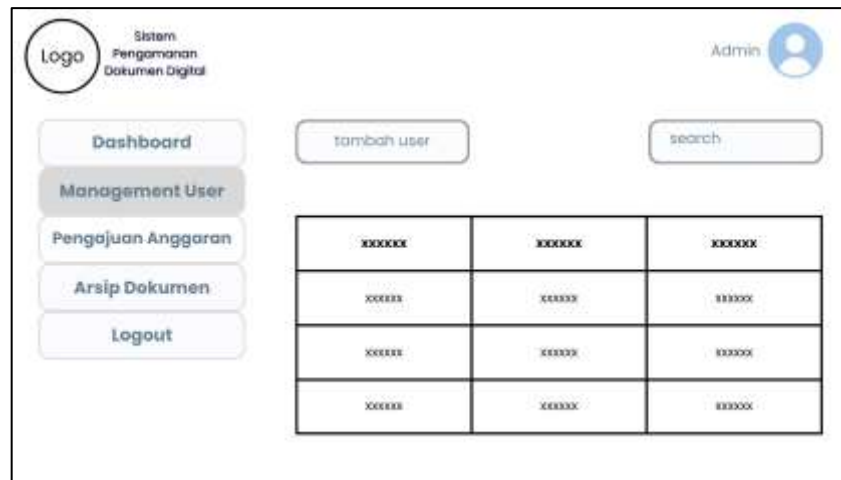 Logo
Sistem
Pengamanan
Dokumen Digital
Admin
Dashboard
Management User
Pengajuan Anggaran
Arsip Dokumen
Logout
tambah user
search
xxxxxx xxxxxx xxxxxx
xxxxxx xxxxxx xxxxxx
xxxxxx xxxxxx xxxxxx
xxxxxx xxxxxx xxxxxx